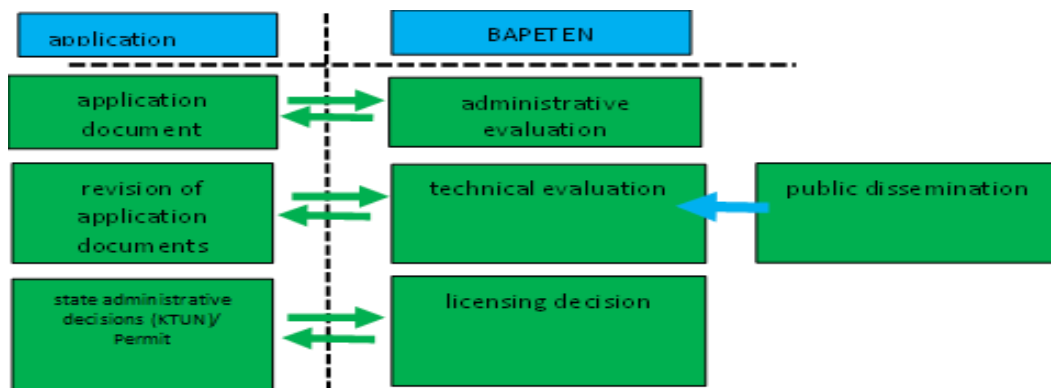 application
BAPETEN
application
document
administrative
evaluation
revision of
application
documents
technical evaluation
public dissemination
state administrative
decisions (KTUN)/
Permit
licensing decision